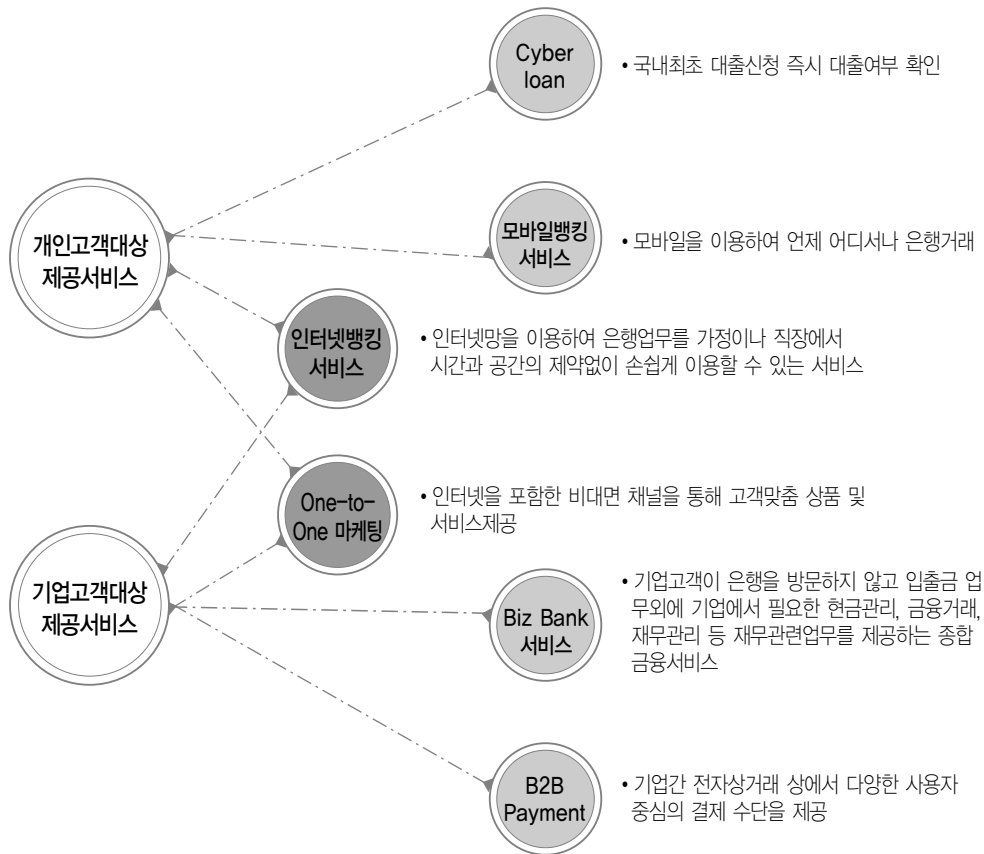 Cyber
loan
• 국내최초 대출신청 즉시 대출여부 확인
개인고객대상
제공서비스
모바일뱅킹
서비스
• 모바일을 이용하여 언제 어디서나 은행거래
인터넷뱅킹
서비스
• 인터넷망을 이용하여 은행업무를 가정이나 직장에서
시간과 공간의 제약없이 손쉽게 이용할 수 있는 서비스
One-to-
One 마케팅
• 인터넷을 포함한 비대면 채널을 통해 고객맞춤 상품 및
서비스제공
기업고객대상
제공서비스
Biz Bank
서비스
• 기업고객이 은행을 방문하지 않고 입출금 업
무외에 기업에서 필요한 현금관리, 금융거래,
재무관리 등 재무관련업무를 제공하는 종합
금융서비스
B2B
Payment
• 기업간 전자상거래 상에서 다양한 사용자
중심의 결제 수단을 제공